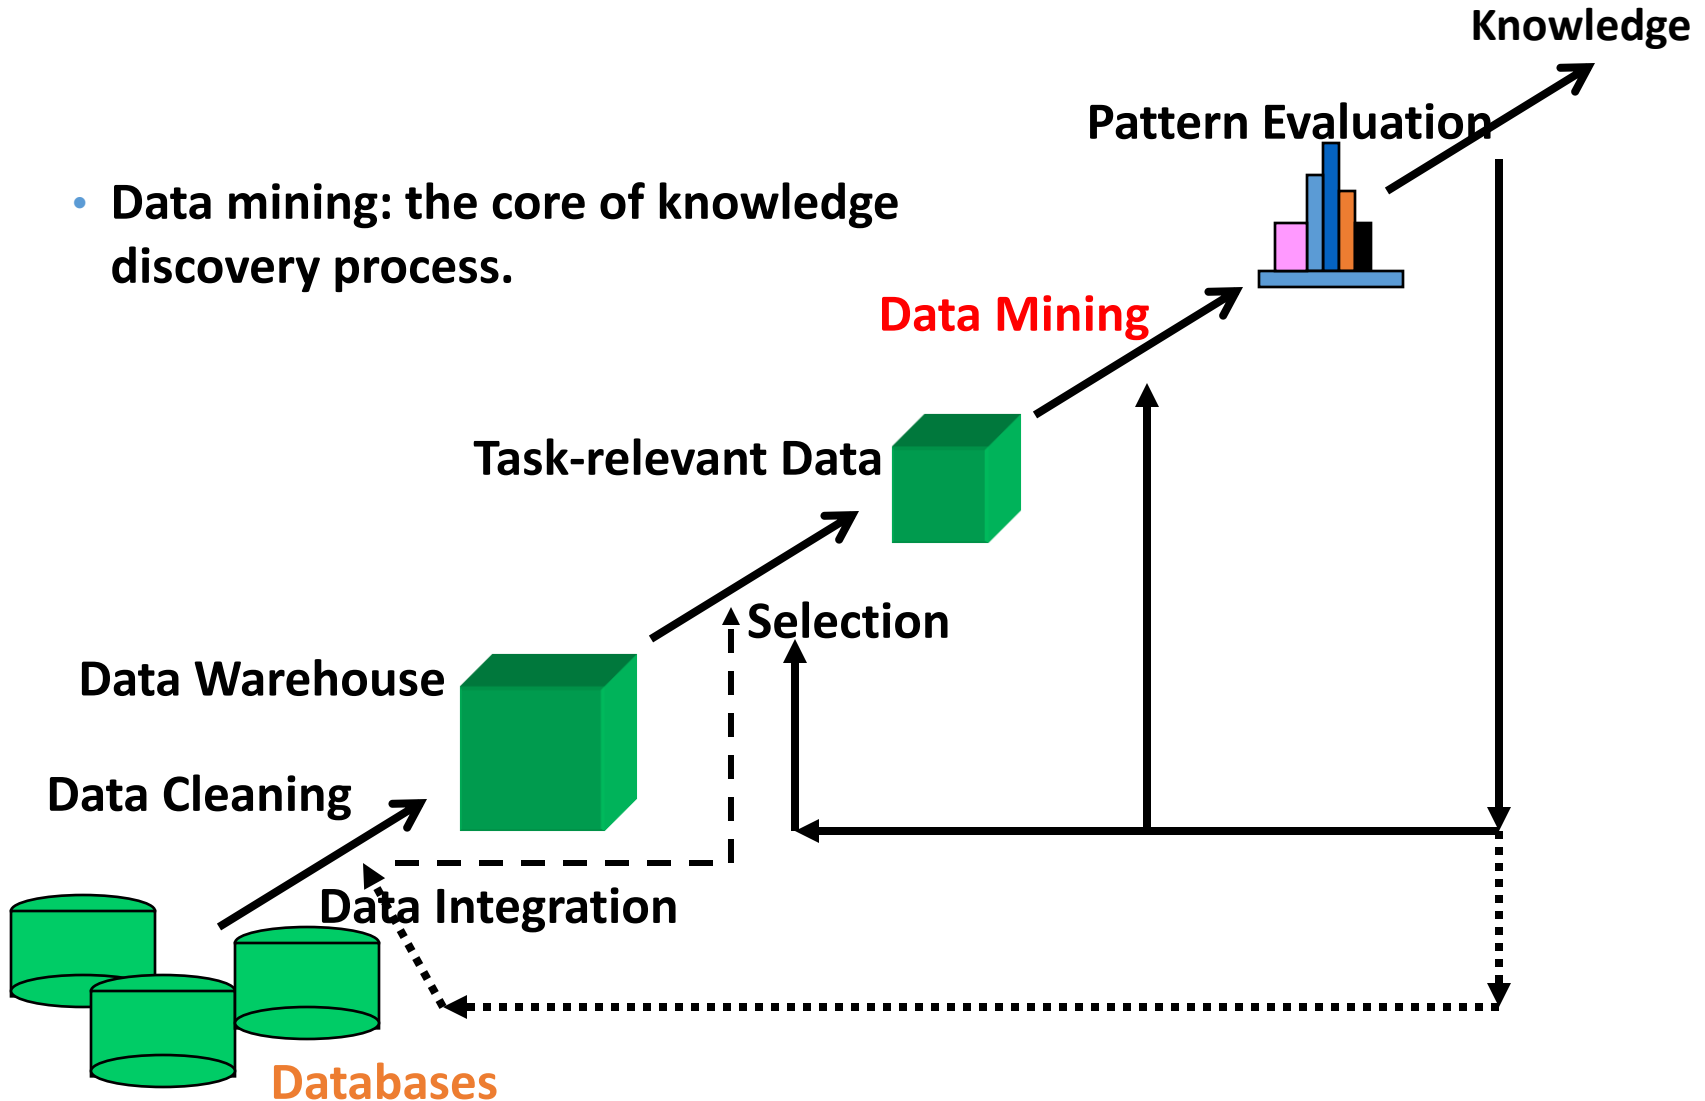 Knowledge
Pattern Evaluation
• Data mining: the core of knowledge
discovery process.
Data Mining
Task-relevant Data
Selection
Data Warehouse
Data Cleaning
Data Integration
Databases